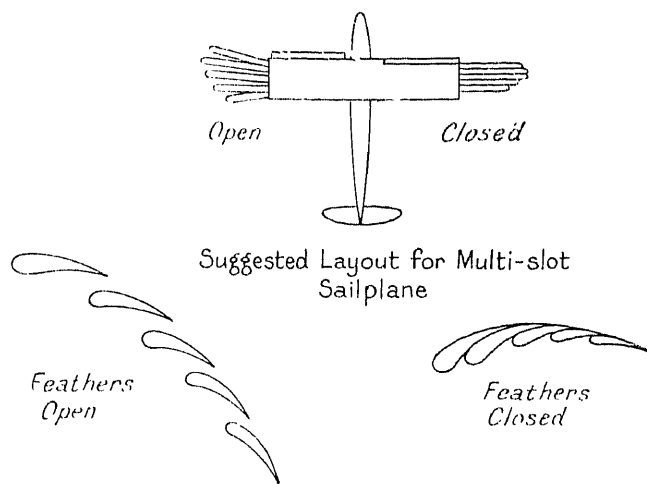 Open
Closed
Suggested Layout for Multi-slot
Sailplane
Feathers
Open
Feathers
Closed